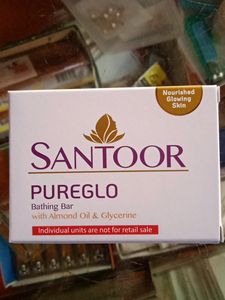 Nourished
Glowing
Skin
SANTOOR
PUREGLO
Bathing Bar
with Almond Oil & Glycerine
Individual units are not for retail sale